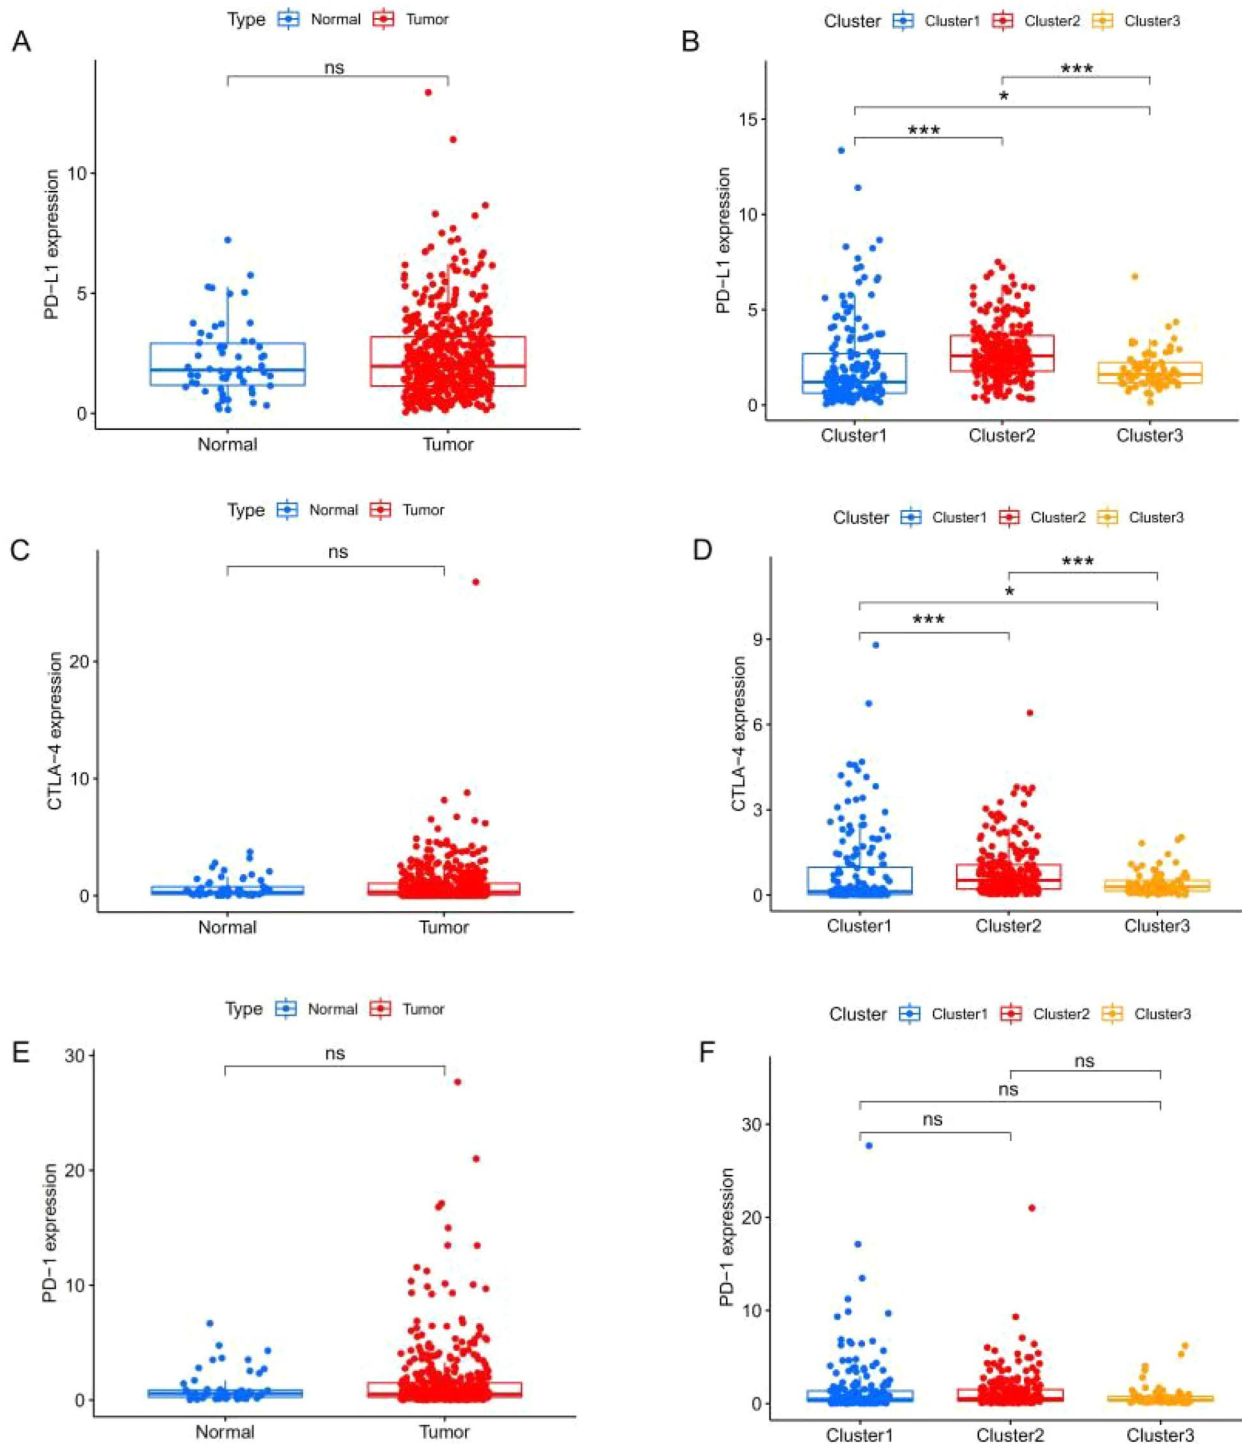 A
Type Normal Tumor
ns
PD-L1 expression
10
5
0
Normal Tumor
B
Cluster Cluster1 Cluster2 Cluster3
***
*
***
PD-L1 expression
15
10
5
0
Cluster1 Cluster2 Cluster3
C
Type Normal Tumor
ns
CTLA-4 expression
20
10
0
Normal Tumor
D
Cluster Cluster1 Cluster2 Cluster3
***
*
***
CTLA-4 expression
9
6
3
0
Cluster1 Cluster2 Cluster3
E
Type Normal Tumor
ns
PD-1 expression
30
20
10
0
Normal Tumor
F
Cluster Cluster1 Cluster2 Cluster3
ns
ns
ns
PD-1 expression
30
20
10
0
Cluster1 Cluster2 Cluster3